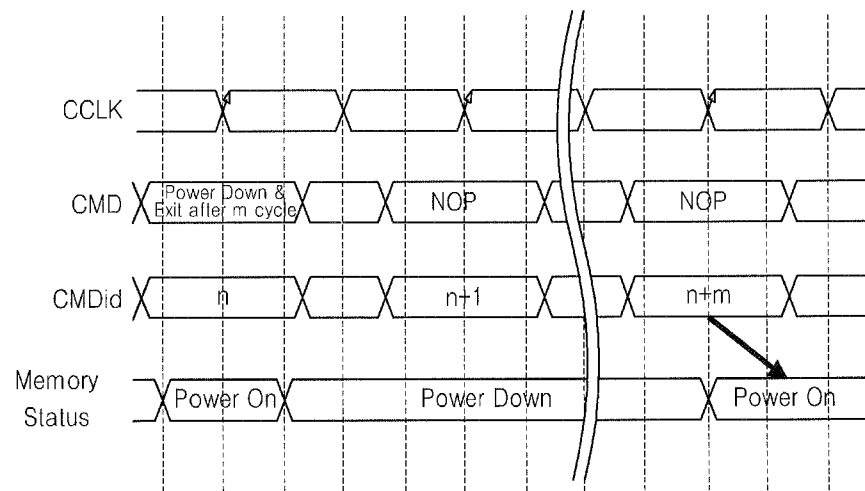 CCLK
CMD
Power Down &
Exit after m cycle
NOP
NOP
CMDid
n
n+1
n+m
Memory
Status
Power On
Power Down
Power On